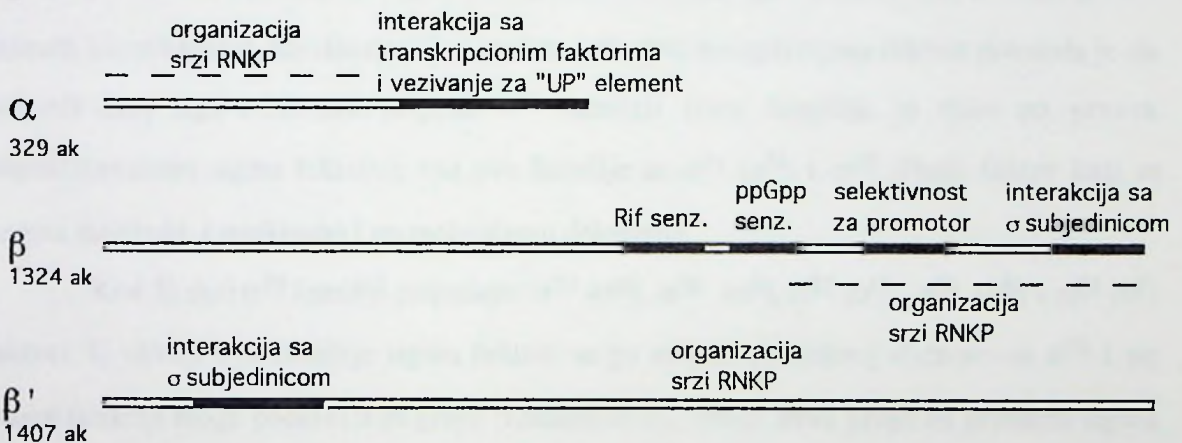 organizacija
srzi RNKP
interakcija sa
transkripcionim faktorima
i vezivanje za "UP" element
α
329 ak
Rif senz.
ppGpp
senz.
selektivnost
za promotor
interakcija sa
σ subjedinicom
β
1324 ak
organizacija
srzi RNKP
interakcija sa
σ subjedinicom
organizacija
srzi RNKP
β'
1407 ak